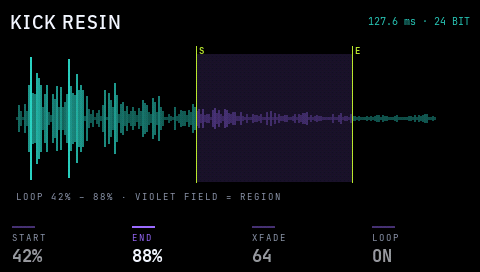 KICK RESIN
127.6 ms · 24 BIT
S
E
LOOP 42% – 88% · VIOLET FIELD = REGION
START
END
XFADE
LOOP
42%
88%
64
ON